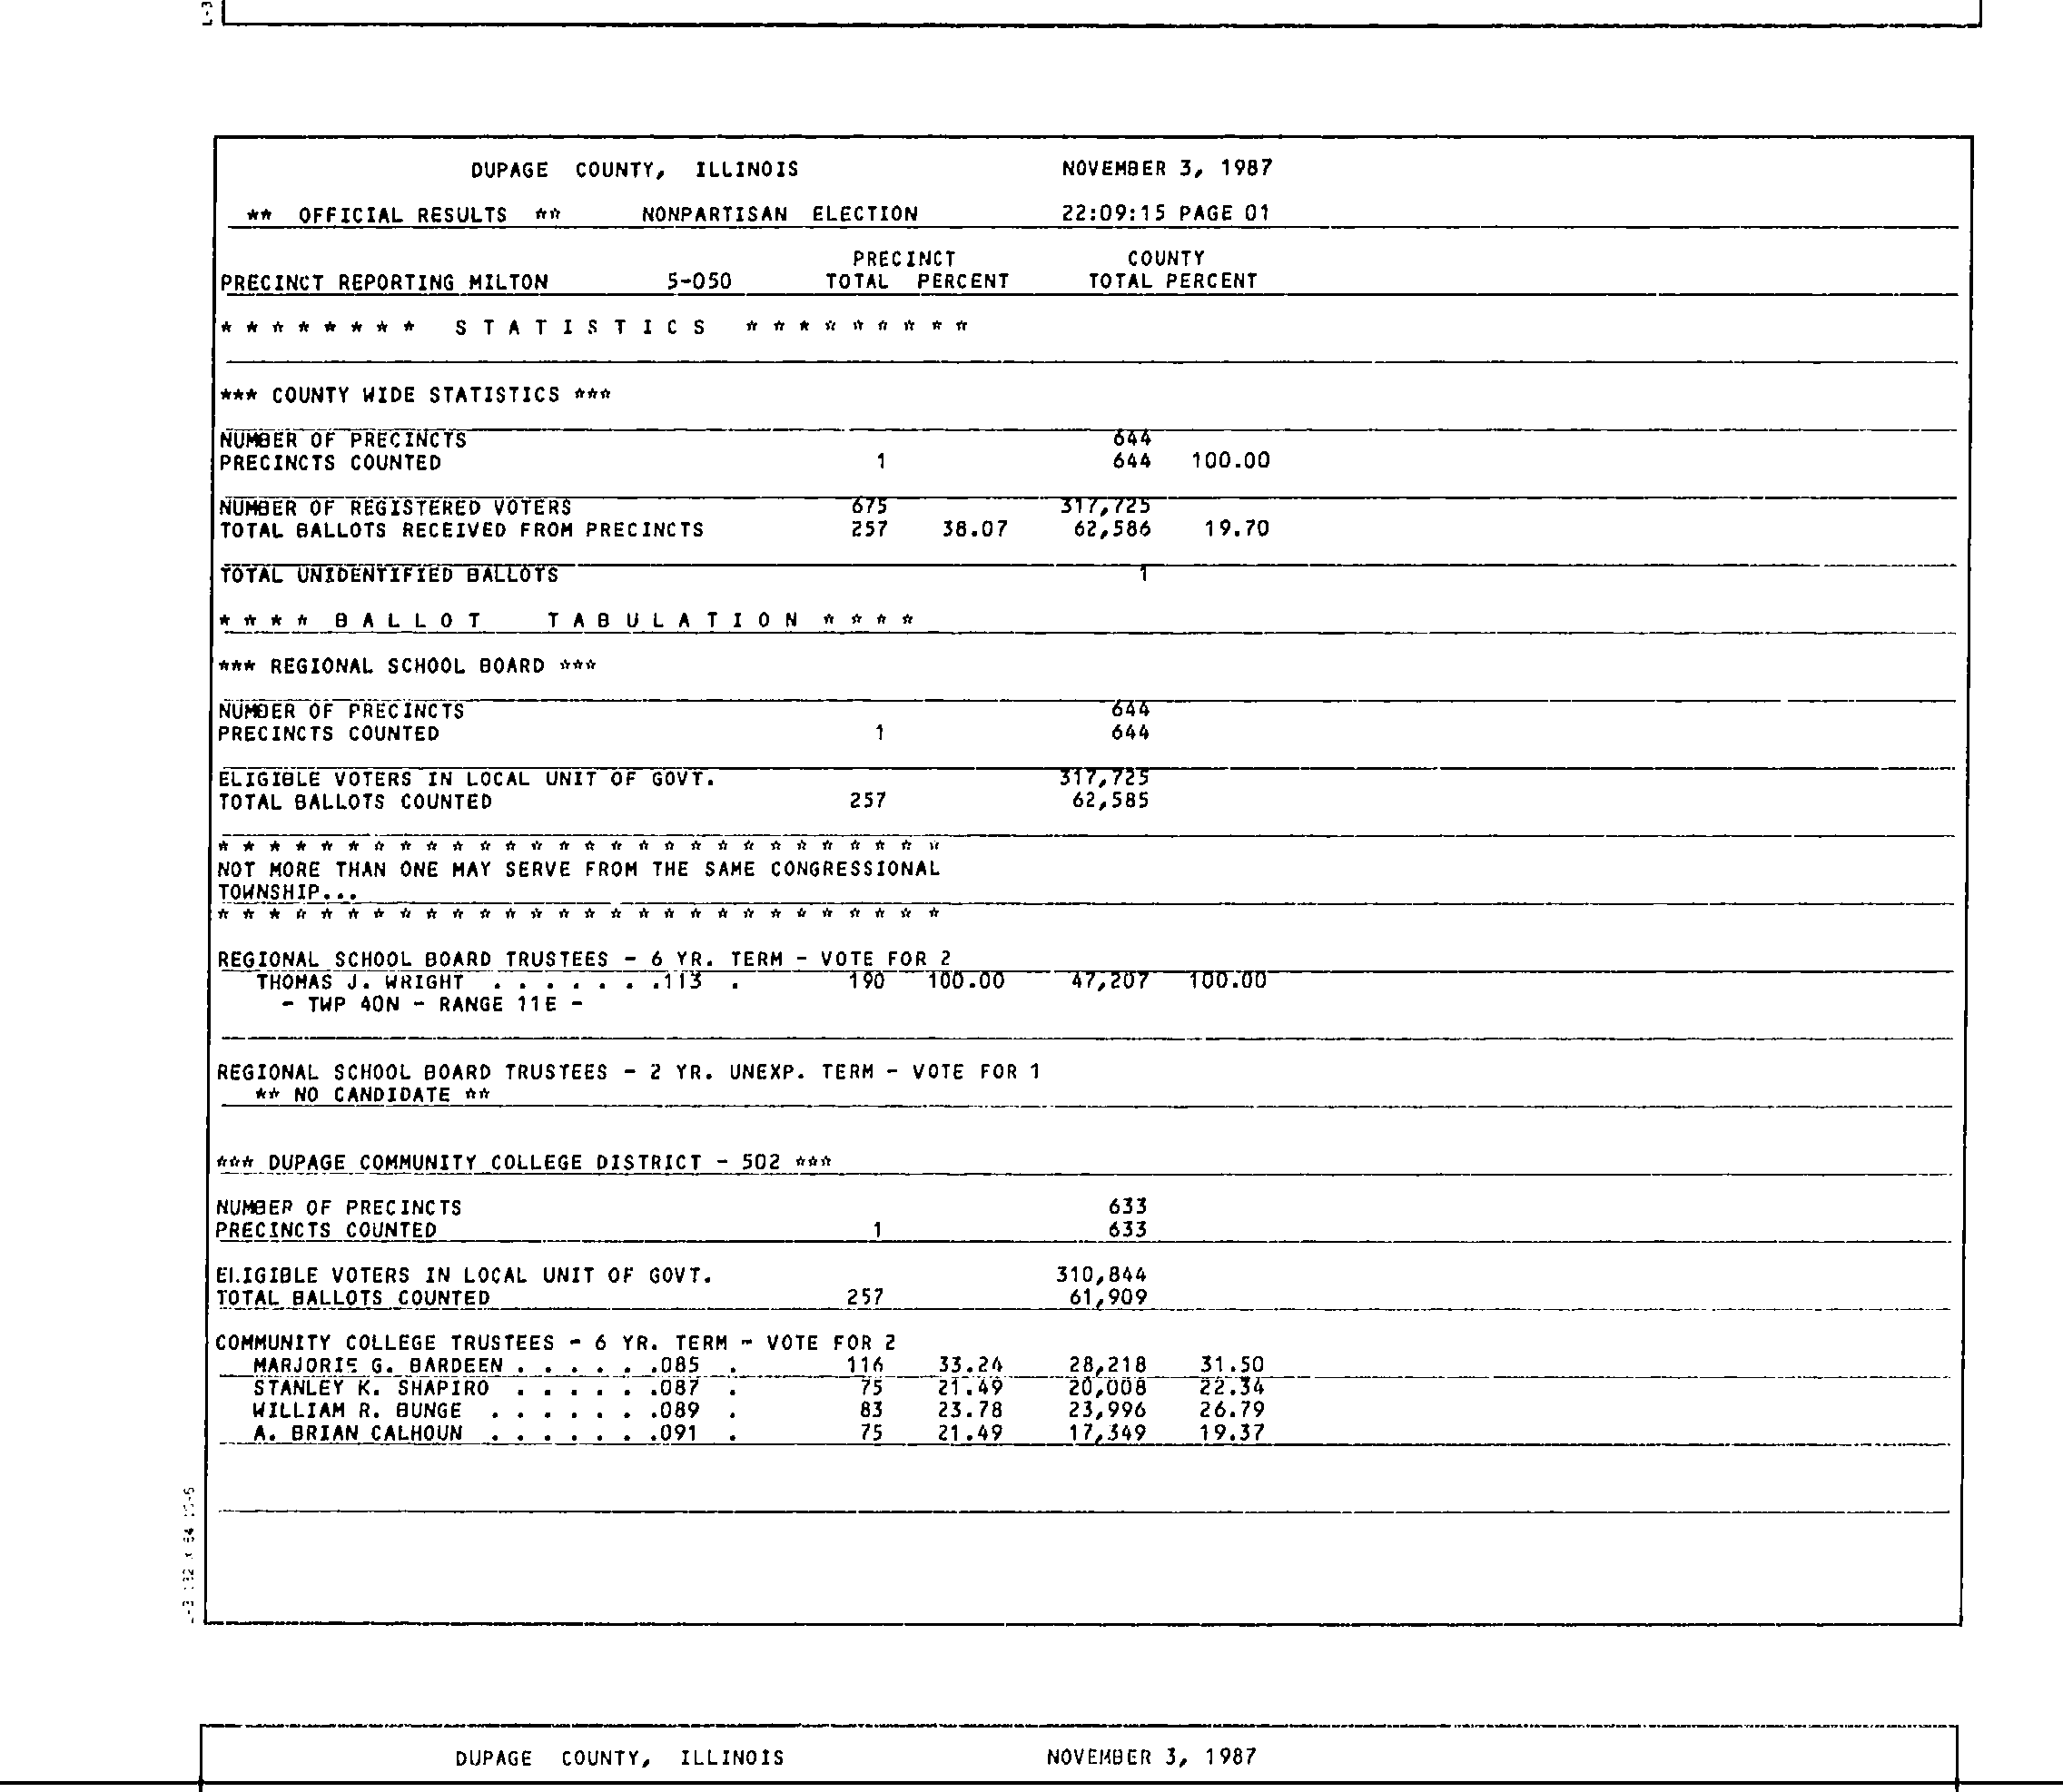 DUPAGE COUNTY, ILLINOIS NOVEMBER 3, 1987
** OFFICIAL RESULTS ** NONPARTISAN ELECTION 22:09:15 PAGE 01
PRECINCT COUNTY
PRECINCT REPORTING MILTON 5-050 TOTAL PERCENT TOTAL PERCENT
* * * * * * * * S T A T I S T I C S * * * * * * * * *
*** COUNTY WIDE STATISTICS ***
NUMBER OF PRECINCTS 644
PRECINCTS COUNTED 1 644 100.00
NUMBER OF REGISTERED VOTERS 675 317,725
TOTAL BALLOTS RECEIVED FROM PRECINCTS 257 38.07 62,586 19.70
TOTAL UNIDENTIFIED BALLOTS 1
* * * * B A L L O T T A B U L A T I O N * * * *
*** REGIONAL SCHOOL BOARD ***
NUMBER OF PRECINCTS 644
PRECINCTS COUNTED 1 644
ELIGIBLE VOTERS IN LOCAL UNIT OF GOVT. 317,725
TOTAL BALLOTS COUNTED 257 62,585
* * * * * * * * * * * * * * * * * * * * * * * * * * * *
NOT MORE THAN ONE MAY SERVE FROM THE SAME CONGRESSIONAL
TOWNSHIP...
* * * * * * * * * * * * * * * * * * * * * * * * * * * *
REGIONAL SCHOOL BOARD TRUSTEES - 6 YR. TERM - VOTE FOR 2
THOMAS J. WRIGHT . . . . . . .113 . 190 100.00 47,207 100.00
- TWP 40N - RANGE 11E -
REGIONAL SCHOOL BOARD TRUSTEES - 2 YR. UNEXP. TERM - VOTE FOR 1
** NO CANDIDATE **
*** DUPAGE COMMUNITY COLLEGE DISTRICT - 502 ***
NUMBER OF PRECINCTS 633
PRECINCTS COUNTED 1 633
ELIGIBLE VOTERS IN LOCAL UNIT OF GOVT. 310,844
TOTAL BALLOTS COUNTED 257 61,909
COMMUNITY COLLEGE TRUSTEES - 6 YR. TERM - VOTE FOR 2
MARJORIE G. BARDEEN . . . . . .085 . 116 33.24 28,218 31.50
STANLEY K. SHAPIRO . . . . . .087 . 75 21.49 20,008 22.34
WILLIAM R. BUNGE . . . . . . .089 . 83 23.78 23,996 26.79
A. BRIAN CALHOUN . . . . . . .091 . 75 21.49 17,349 19.37
DUPAGE COUNTY, ILLINOIS NOVEMBER 3, 1987